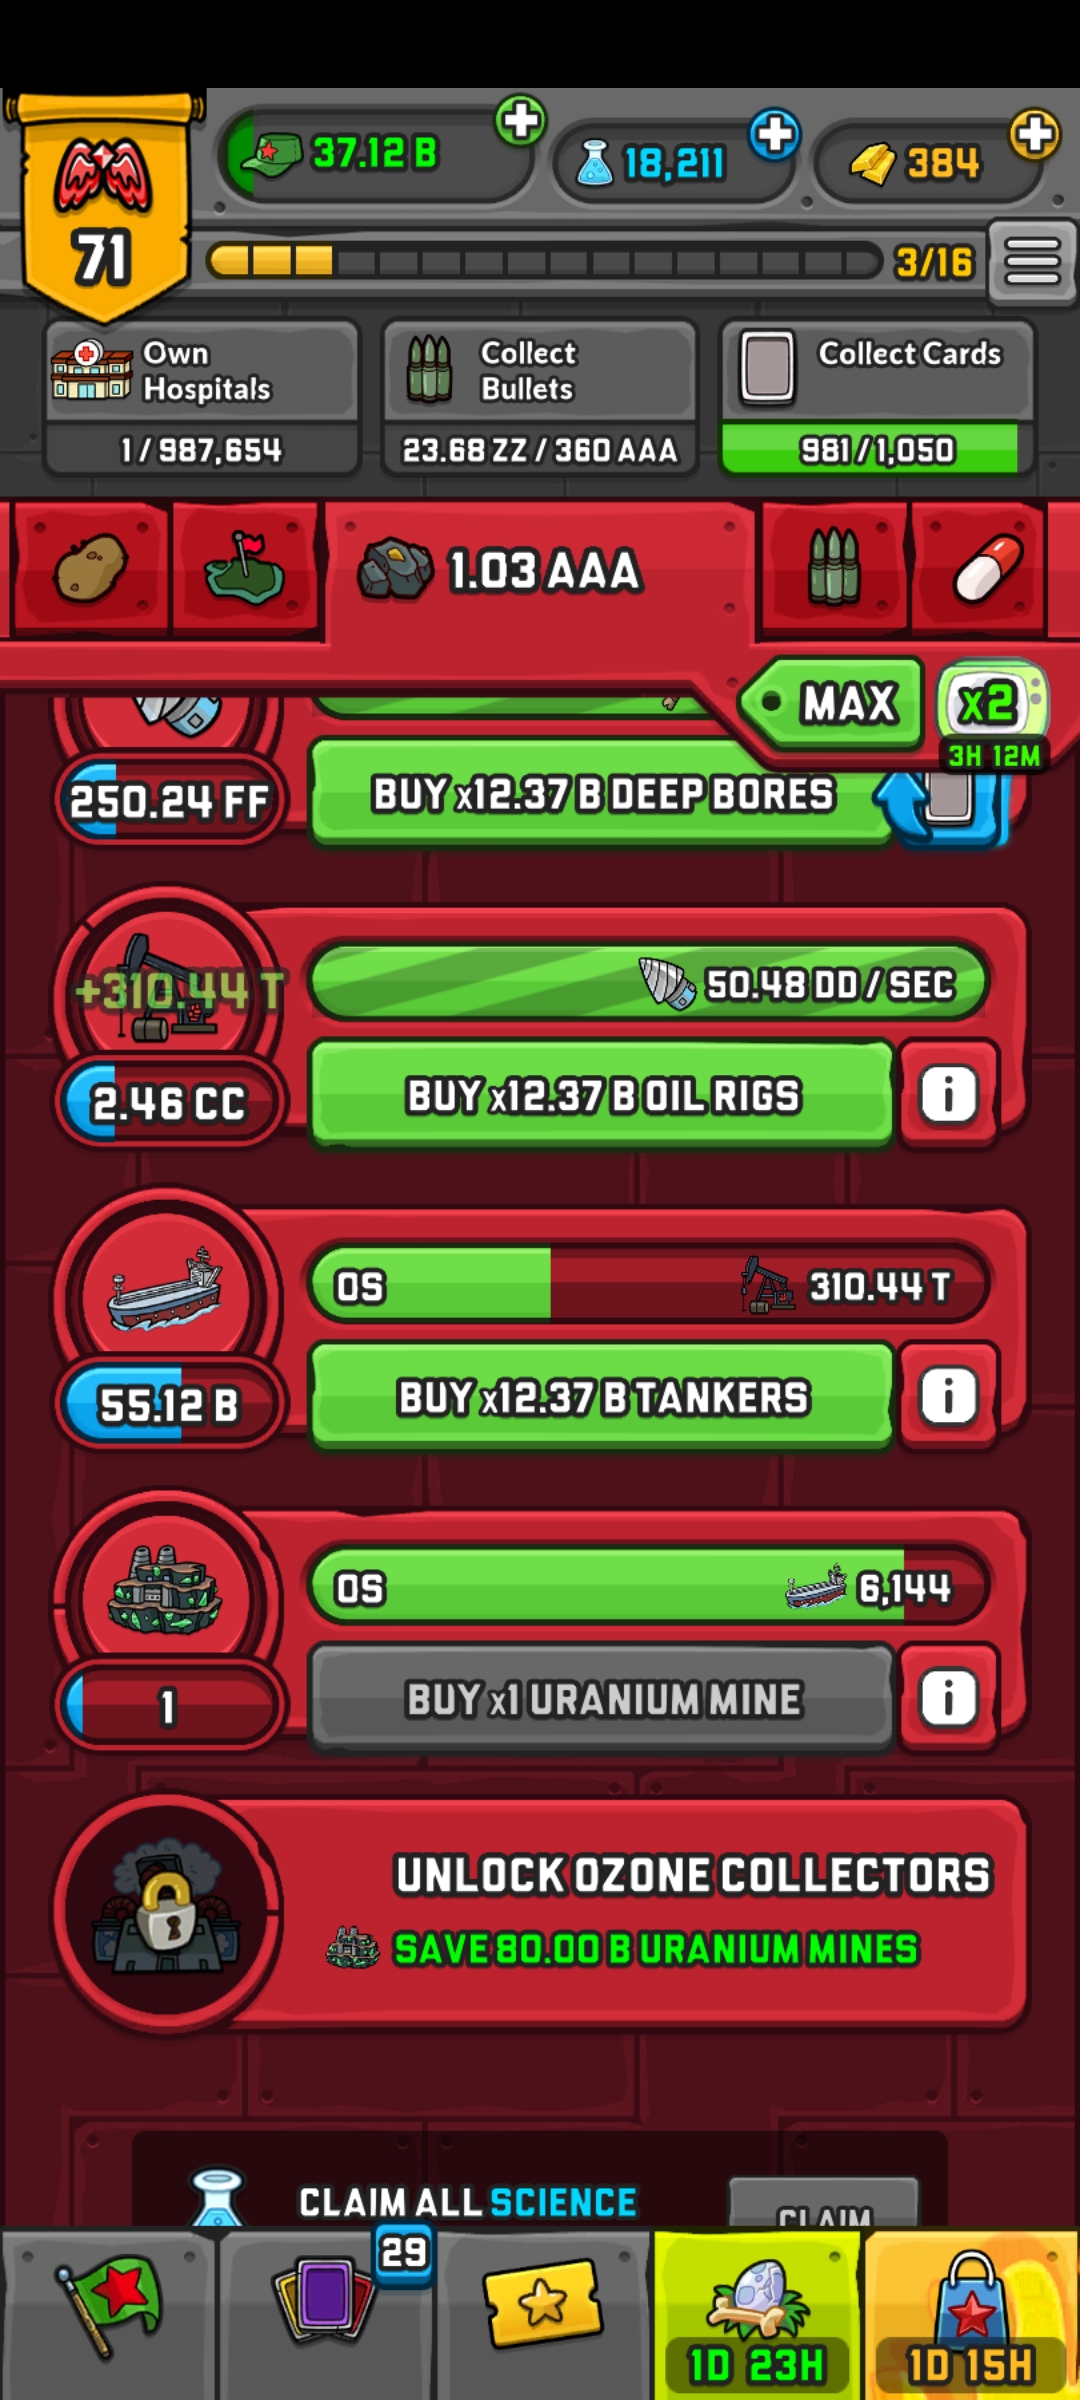 71
37.12 B
18,211
384
3/16
Own
Hospitals
1 / 987,654
Collect
Bullets
23.68 ZZ / 360 AAA
Collect Cards
981 / 1,050
1.03 AAA
MAX
x2
3H 12M
250.24 FF
BUY x12.37 B DEEP BORES
+310.44 T
50.48 DD / SEC
2.46 CC
BUY x12.37 B OIL RIGS
i
0S
310.44 T
55.12 B
BUY x12.37 B TANKERS
i
0S
6,144
1
BUY x1 URANIUM MINE
i
UNLOCK OZONE COLLECTORS
SAVE 80.00 B URANIUM MINES
CLAIM ALL SCIENCE
CLAIM
29
1D 23H
1D 15H